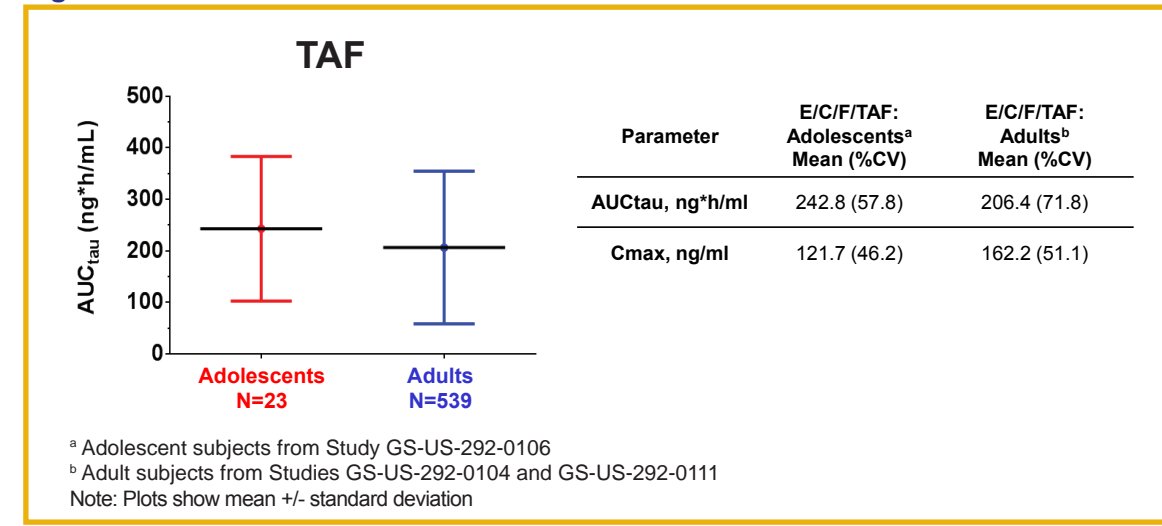 TAF
500
400
300
200
100
0
AUCtau (ng*h/mL)
Adolescents
N=23
Adults
N=539
Parameter
E/C/F/TAF:
Adolescentsᵃ
Mean (%CV)
E/C/F/TAF:
Adultsᵇ
Mean (%CV)
AUCtau, ng*h/ml 242.8 (57.8) 206.4 (71.8)
Cmax, ng/ml 121.7 (46.2) 162.2 (51.1)
ᵃ Adolescent subjects from Study GS-US-292-0106
ᵇ Adult subjects from Studies GS-US-292-0104 and GS-US-292-0111
Note: Plots show mean +/- standard deviation